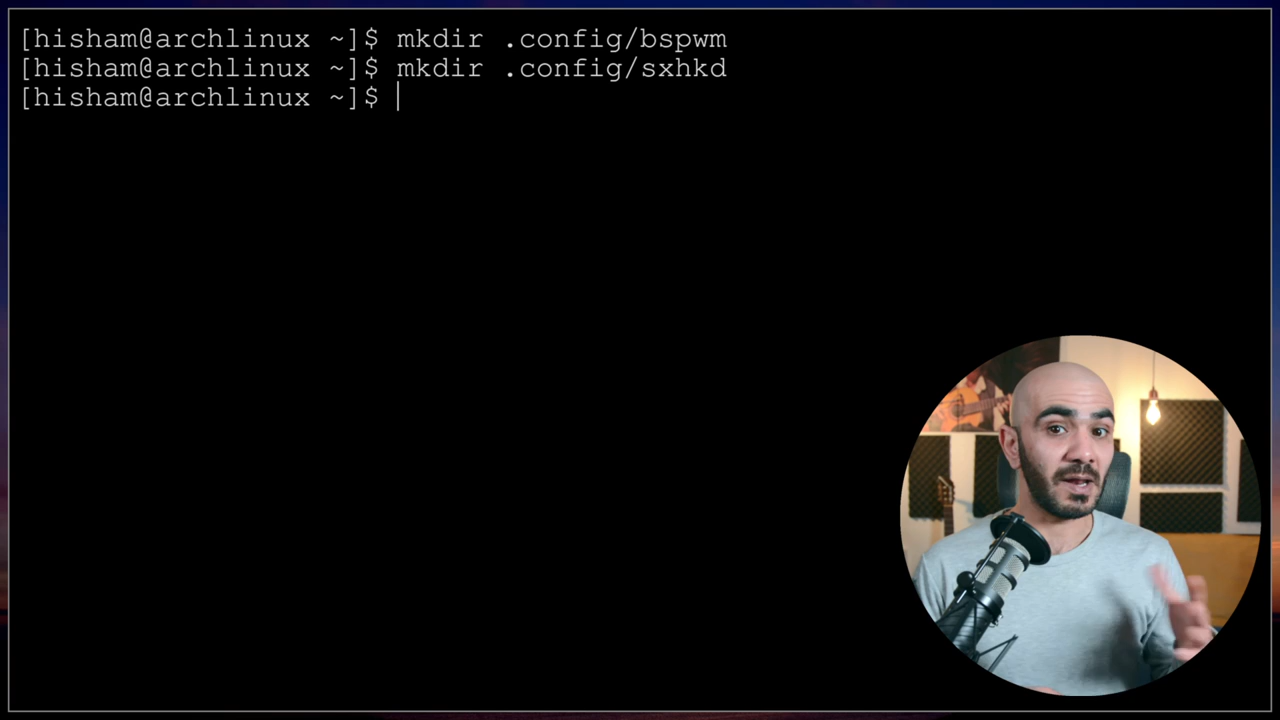 [hisham@archlinux ~]$ mkdir .config/bspwm
[hisham@archlinux ~]$ mkdir .config/sxhkd
[hisham@archlinux ~]$